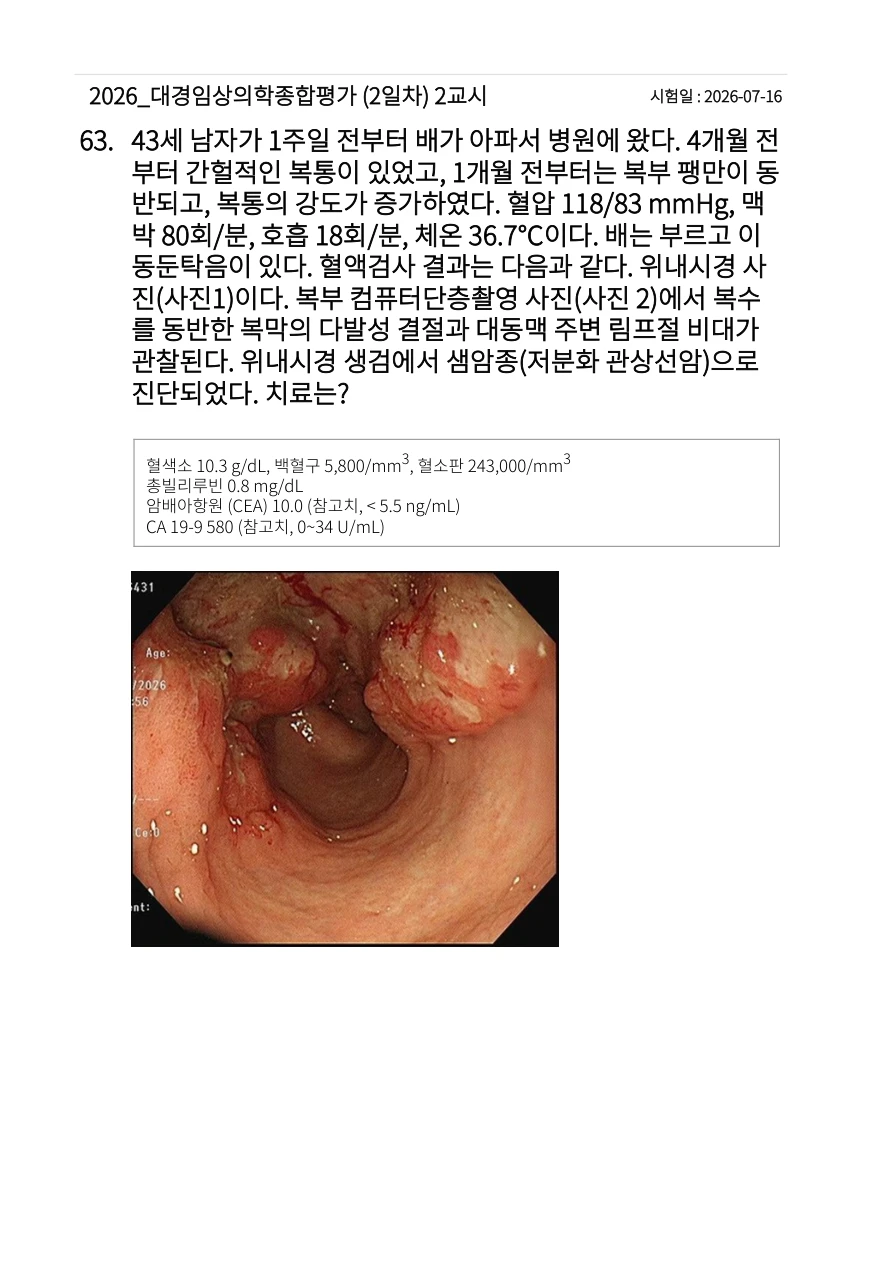 2026_대경임상의학종합평가 (2일차) 2교시
시험일 : 2026-07-16
63. 43세 남자가 1주일 전부터 배가 아파서 병원에 왔다. 4개월 전
부터 간헐적인 복통이 있었고, 1개월 전부터는 복부 팽만이 동
반되고, 복통의 강도가 증가하였다. 혈압 118/83 mmHg, 맥
박 80회/분, 호흡 18회/분, 체온 36.7°C이다. 배는 부르고 이
동둔탁음이 있다. 혈액검사 결과는 다음과 같다. 위내시경 사
진(사진1)이다. 복부 컴퓨터단층촬영 사진(사진 2)에서 복수
를 동반한 복막의 다발성 결절과 대동맥 주변 림프절 비대가
관찰된다. 위내시경 생검에서 샘암종(저분화 관상선암)으로
진단되었다. 치료는?
혈색소 10.3 g/dL, 백혈구 5,800/mm³, 혈소판 243,000/mm³
총빌리루빈 0.8 mg/dL
암배아항원 (CEA) 10.0 (참고치, < 5.5 ng/mL)
CA 19-9 580 (참고치, 0~34 U/mL)
431
Age:
/2026
:56
/---
Ce:0
nt: